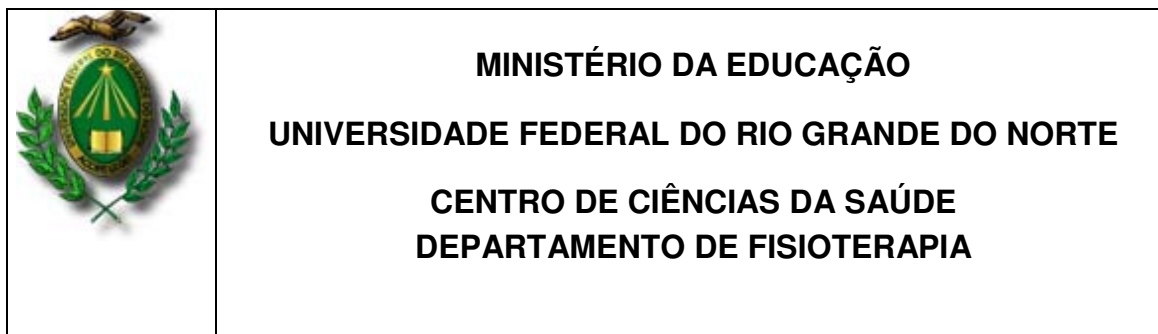 MINISTÉRIO DA EDUCAÇÃO
UNIVERSIDADE FEDERAL DO RIO GRANDE DO NORTE
CENTRO DE CIÊNCIAS DA SAÚDE
DEPARTAMENTO DE FISIOTERAPIA